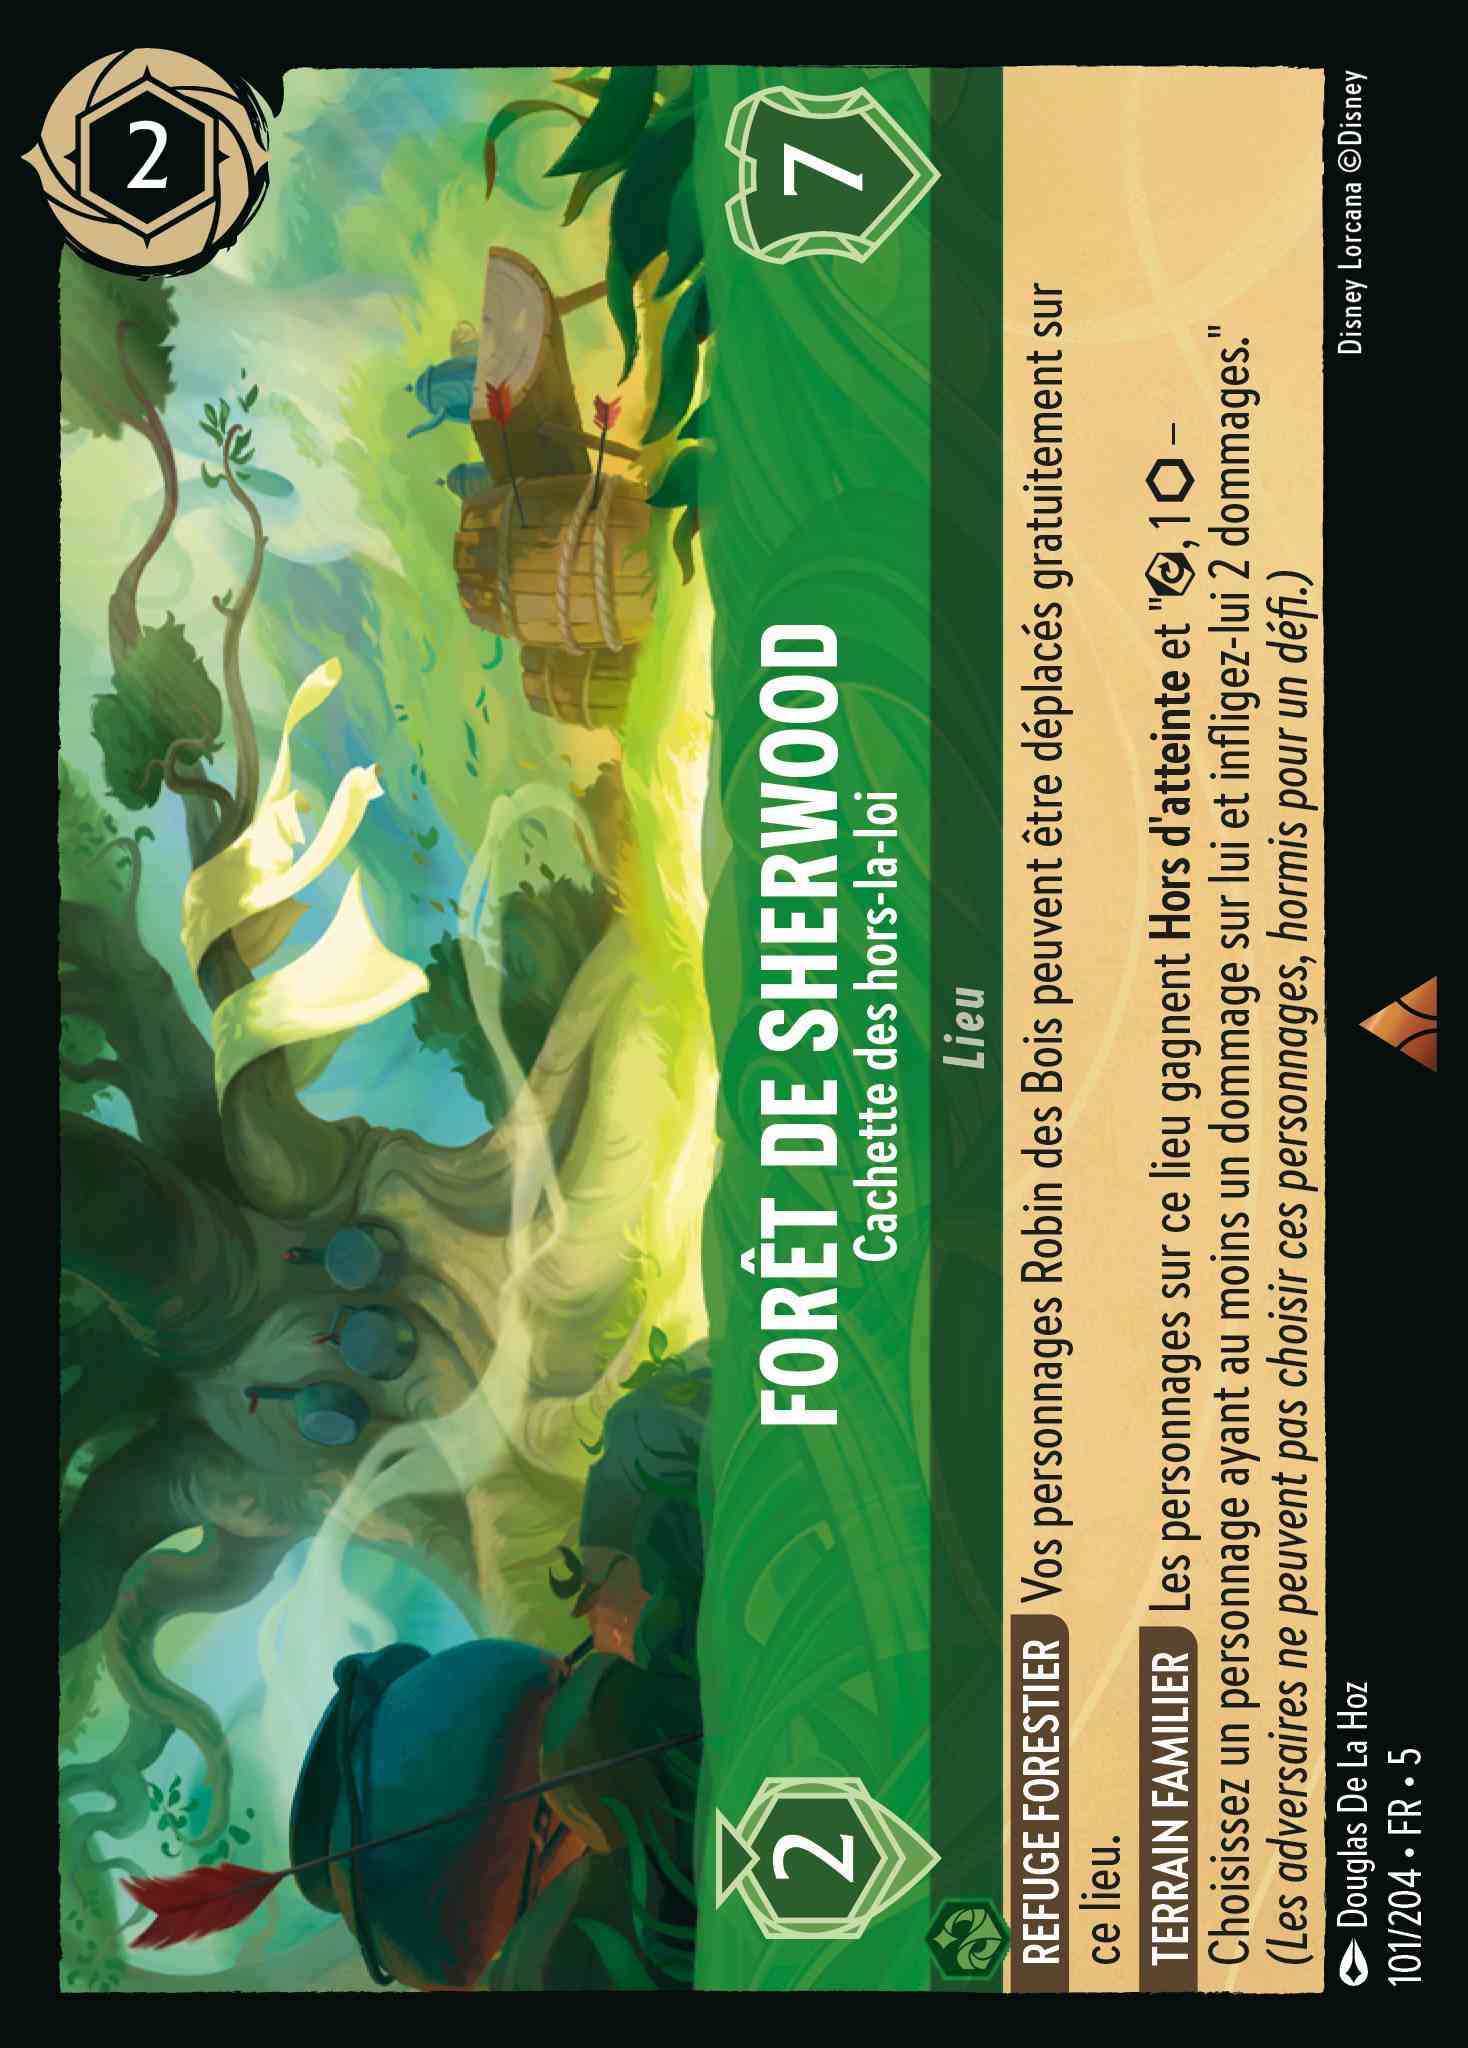 2
FORÊT DE SHERWOOD
Cachette des hors-la-loi
2
7
Lieu
REFUGE FORESTIER Vos personnages Robin des Bois peuvent être déplacés gratuitement sur
ce lieu.
TERRAIN FAMILIER Les personnages sur ce lieu gagnent Hors d'atteinte et "⟳, 1 ⬡ –
Choisissez un personnage ayant au moins un dommage sur lui et infligez-lui 2 dommages."
(Les adversaires ne peuvent pas choisir ces personnages, hormis pour un défi.)
Douglas De La Hoz
Disney Lorcana ©Disney
101/204 • FR • 5